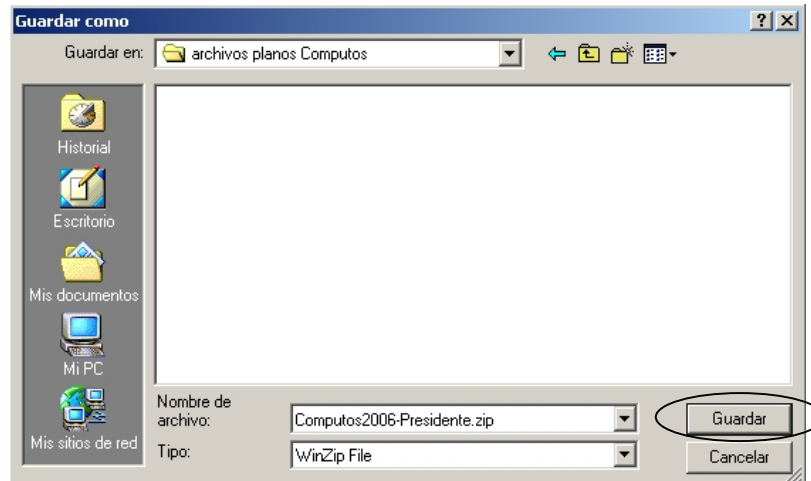 Guardar como
Guardar en: archivos planos Computos
Historial
Escritorio
Mis documentos
Mi PC
Mis sitios de red
Nombre de
archivo: Computos2006-Presidente.zip Guardar
Tipo: WinZip File Cancelar